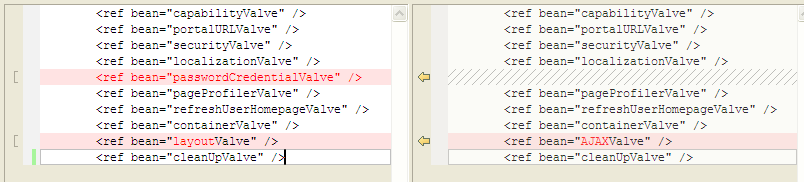 <ref bean="capabilityValve" />
<ref bean="portalURLValve" />
<ref bean="securityValve" />
<ref bean="localizationValve" />
<ref bean="passwordCredentialValve" />
<ref bean="pageProfilerValve" />
<ref bean="refreshUserHomepageValve" />
<ref bean="containerValve" />
<ref bean="layoutValve" />
<ref bean="cleanUpValve" />
<ref bean="capabilityValve" />
<ref bean="portalURLValve" />
<ref bean="securityValve" />
<ref bean="localizationValve" />
<ref bean="pageProfilerValve" />
<ref bean="refreshUserHomepageValve" />
<ref bean="containerValve" />
<ref bean="AJAXValve" />
<ref bean="cleanUpValve" />